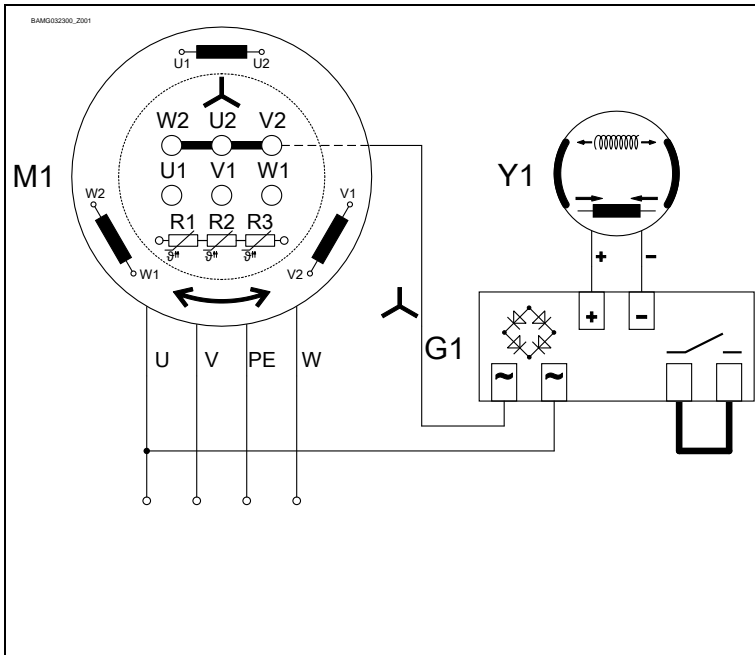 BAMG032300_Z001
U1 U2
W2 U2 V2
U1 V1 W1
M1
W2
V1
R1 R2 R3
ϑ ϑ ϑ
W1
V2
U V PE W
G1
Y1
+ −
+ −
~ ~